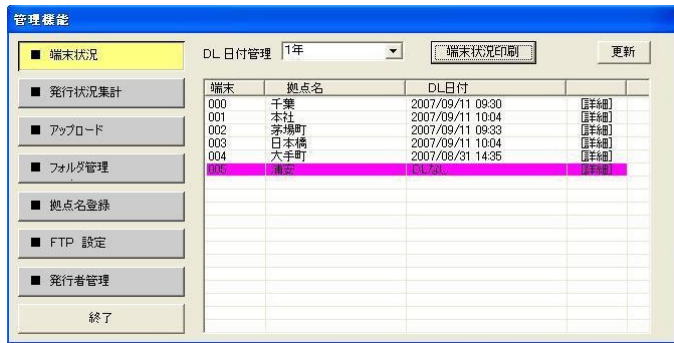 管理機能
■ 端末状況
DL 日付管理 1年 端末状況印刷 更新
■ 発行状況集計
■ アップロード
■ フォルダ管理
■ 拠点名登録
■ FTP 設定
■ 発行者管理
終了
端末 拠点名 DL日付
000 千葉 2007/09/11 09:30 [詳細]
001 本社 2007/09/11 10:04 [詳細]
002 茅場町 2007/09/11 09:33 [詳細]
003 日本橋 2007/09/11 10:04 [詳細]
004 大手町 2007/08/31 14:35 [詳細]
005 浦安 DLなし [詳細]